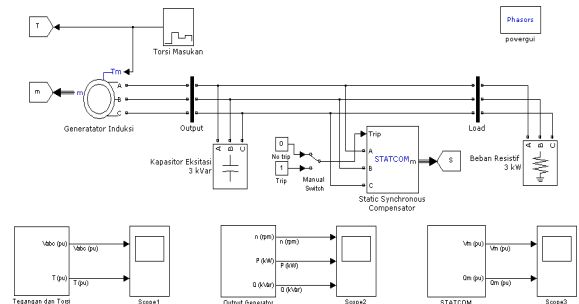 T
Torsi Masukan
Phasors
powergui
m
Tm
m
A
B
C
Generatator Induksi
Output
Load
A B C
Kapasitor Eksitasi
3 kVar
0
No trip
1
Trip
Manual
Switch
Trip
A
B
C
STATCOM
m
Static Synchronous
Compensator
S
A B C
Beban Resistif
3 kW
Vabc (pu)
Vabc (pu)
T (pu)
T (pu)
Tegangan dan Torsi
Scope1
n (rpm)
n (rpm)
P (kW)
P (kW)
Q (kVar)
Q (kVar)
Output Generator
Scope2
Vm (pu)
Vm (pu)
Qm (pu)
Qm (pu)
STATCOM
Scope3